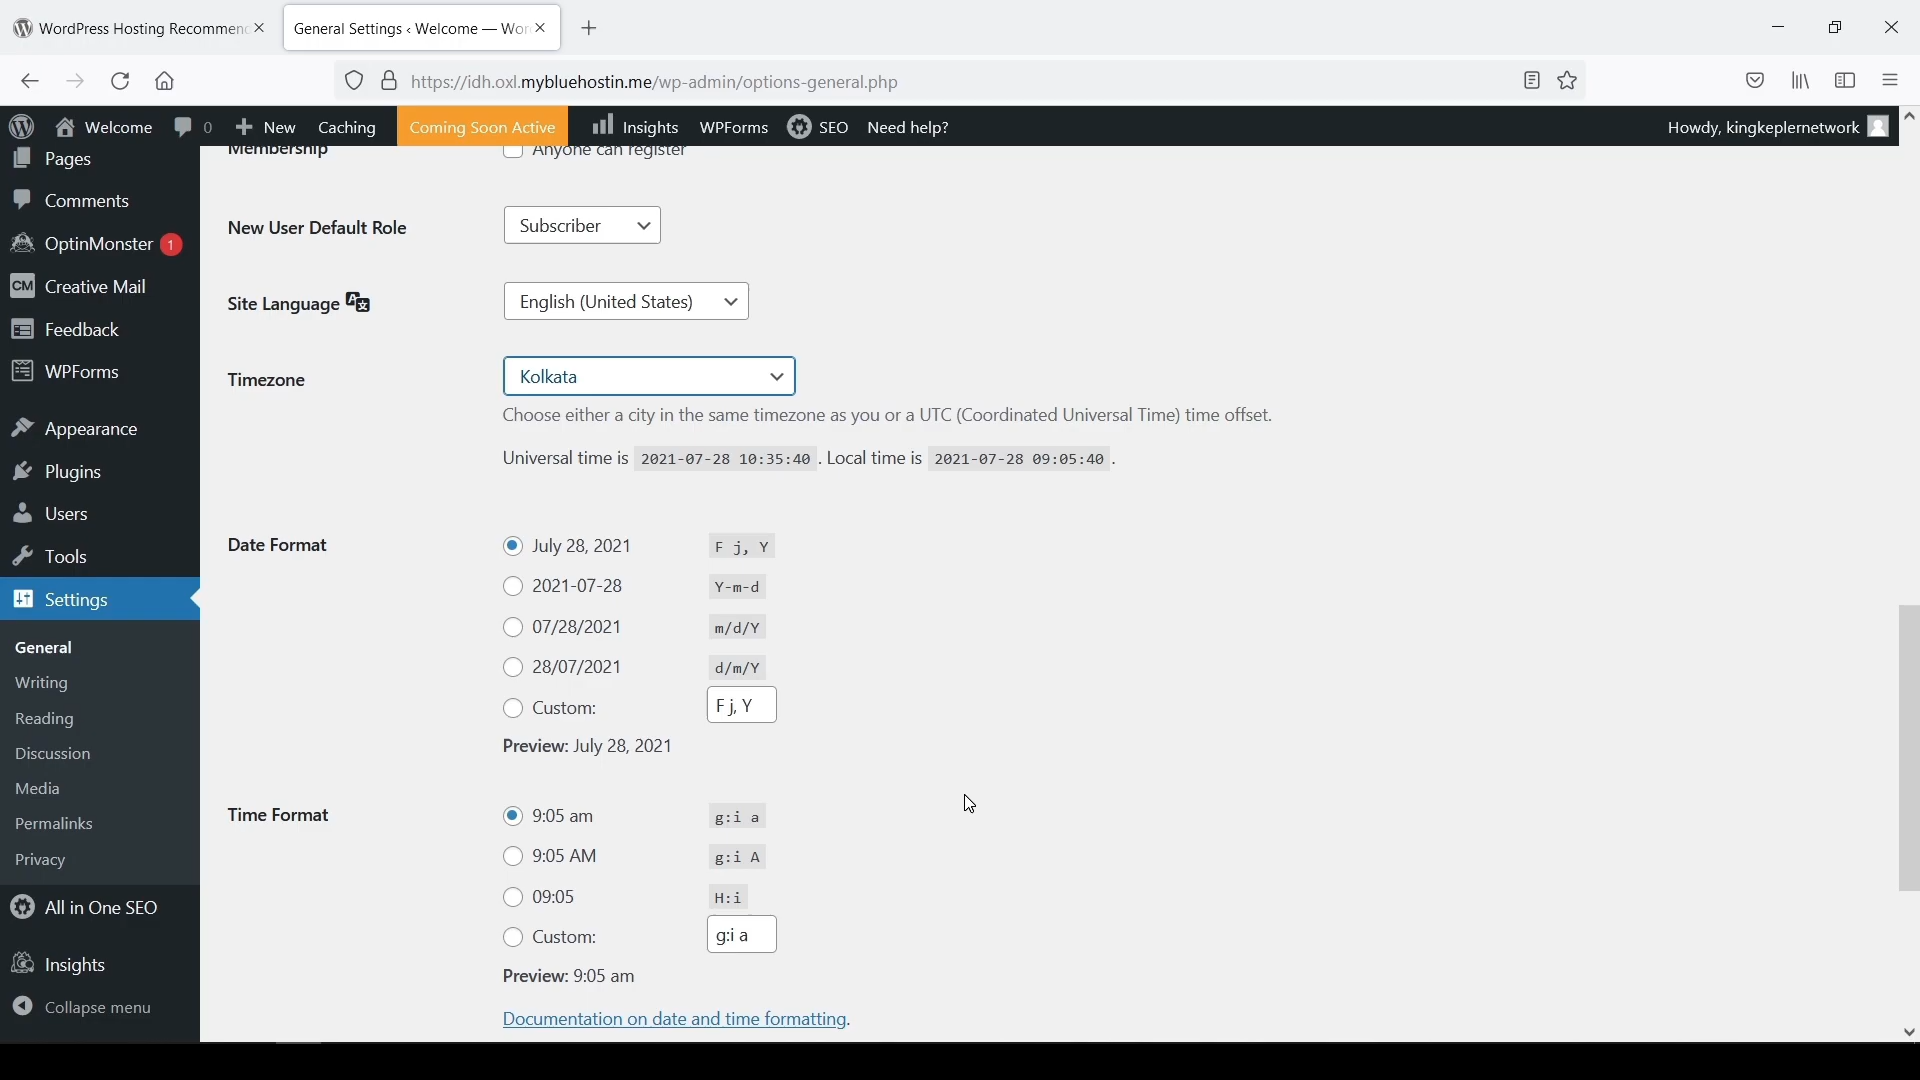 WordPress Hosting Recommen
General Settings ‹ Welcome — Wor
https://idh.oxl.mybluehostin.me/wp-admin/options-general.php
Welcome 0 New Caching Coming Soon Active Insights WPForms SEO Need help? Howdy, kingkeplernetwork
Pages
Comments
OptinMonster 1
CM Creative Mail
Feedback
WPForms
Appearance
Plugins
Users
Tools
Settings
General
Writing
Reading
Discussion
Media
Permalinks
Privacy
All in One SEO
Insights
Collapse menu
Membership Anyone can register
New User Default Role Subscriber
Site Language English (United States)
Timezone Kolkata
Choose either a city in the same timezone as you or a UTC (Coordinated Universal Time) time offset.
Universal time is 2021-07-28 10:35:40 . Local time is 2021-07-28 09:05:40 .
Date Format July 28, 2021 F j, Y
2021-07-28 Y-m-d
07/28/2021 m/d/Y
28/07/2021 d/m/Y
Custom: F j, Y
Preview: July 28, 2021
Time Format 9:05 am g:i a
9:05 AM g:i A
09:05 H:i
Custom: g:i a
Preview: 9:05 am
Documentation on date and time formatting.